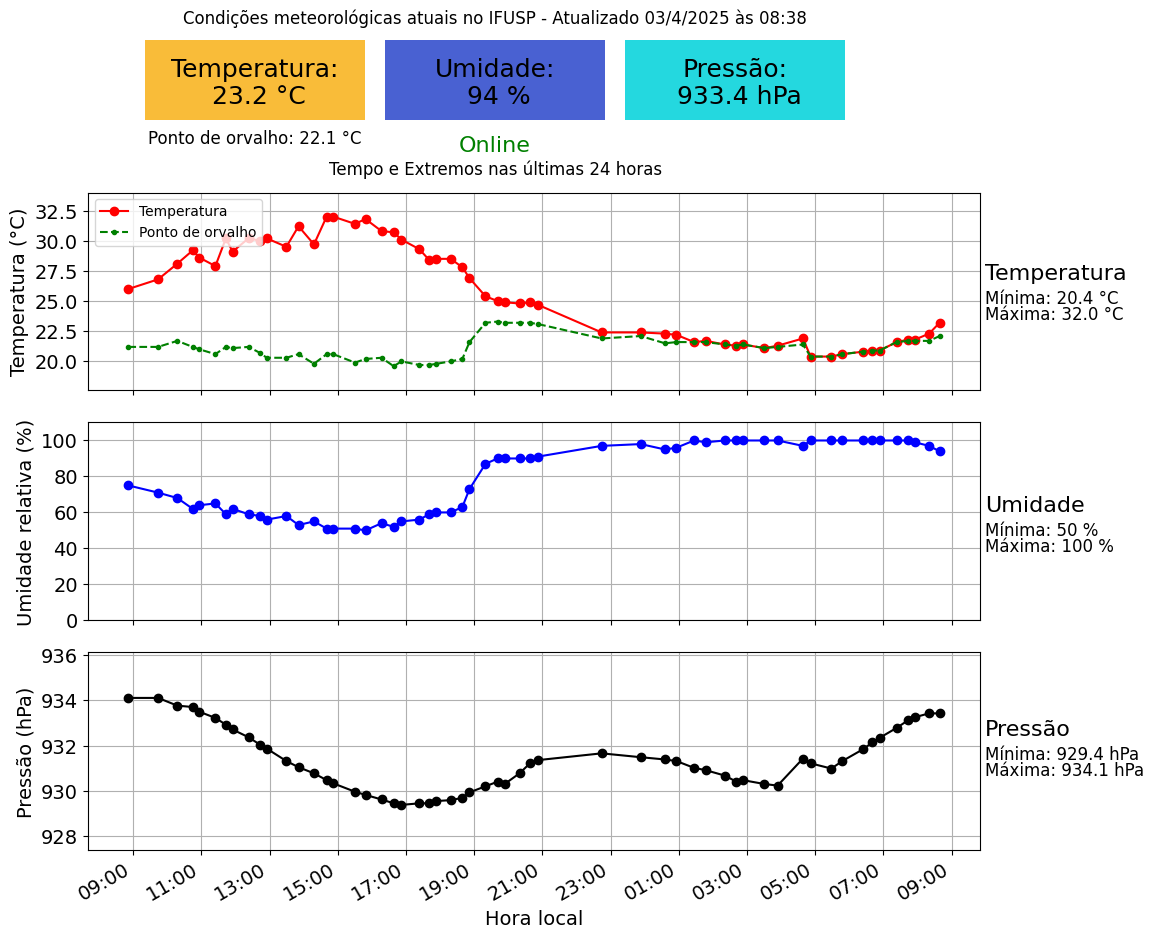 Condições meteorológicas atuais no IFUSP - Atualizado 03/4/2025 às 08:38
Temperatura:
23.2 °C
Umidade:
94 %
Pressão:
933.4 hPa
Ponto de orvalho: 22.1 °C
Online
Tempo e Extremos nas últimas 24 horas
Temperatura (°C)
32.5
30.0
27.5
25.0
22.5
20.0
Temperatura
Ponto de orvalho
Temperatura
Mínima: 20.4 °C
Máxima: 32.0 °C
Umidade relativa (%)
100
80
60
40
20
0
Umidade
Mínima: 50 %
Máxima: 100 %
Pressão (hPa)
936
934
932
930
928
Pressão
Mínima: 929.4 hPa
Máxima: 934.1 hPa
09:00 11:00 13:00 15:00 17:00 19:00 21:00 23:00 01:00 03:00 05:00 07:00 09:00
Hora local